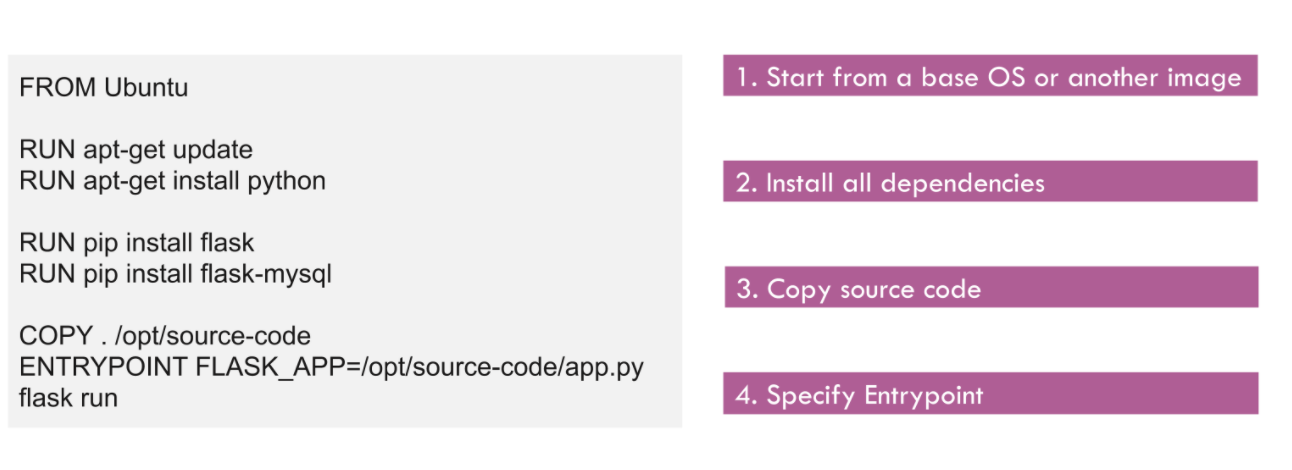 FROM Ubuntu
RUN apt-get update
RUN apt-get install python
RUN pip install flask
RUN pip install flask-mysql
COPY . /opt/source-code
ENTRYPOINT FLASK_APP=/opt/source-code/app.py
flask run
1. Start from a base OS or another image
2. Install all dependencies
3. Copy source code
4. Specify Entrypoint